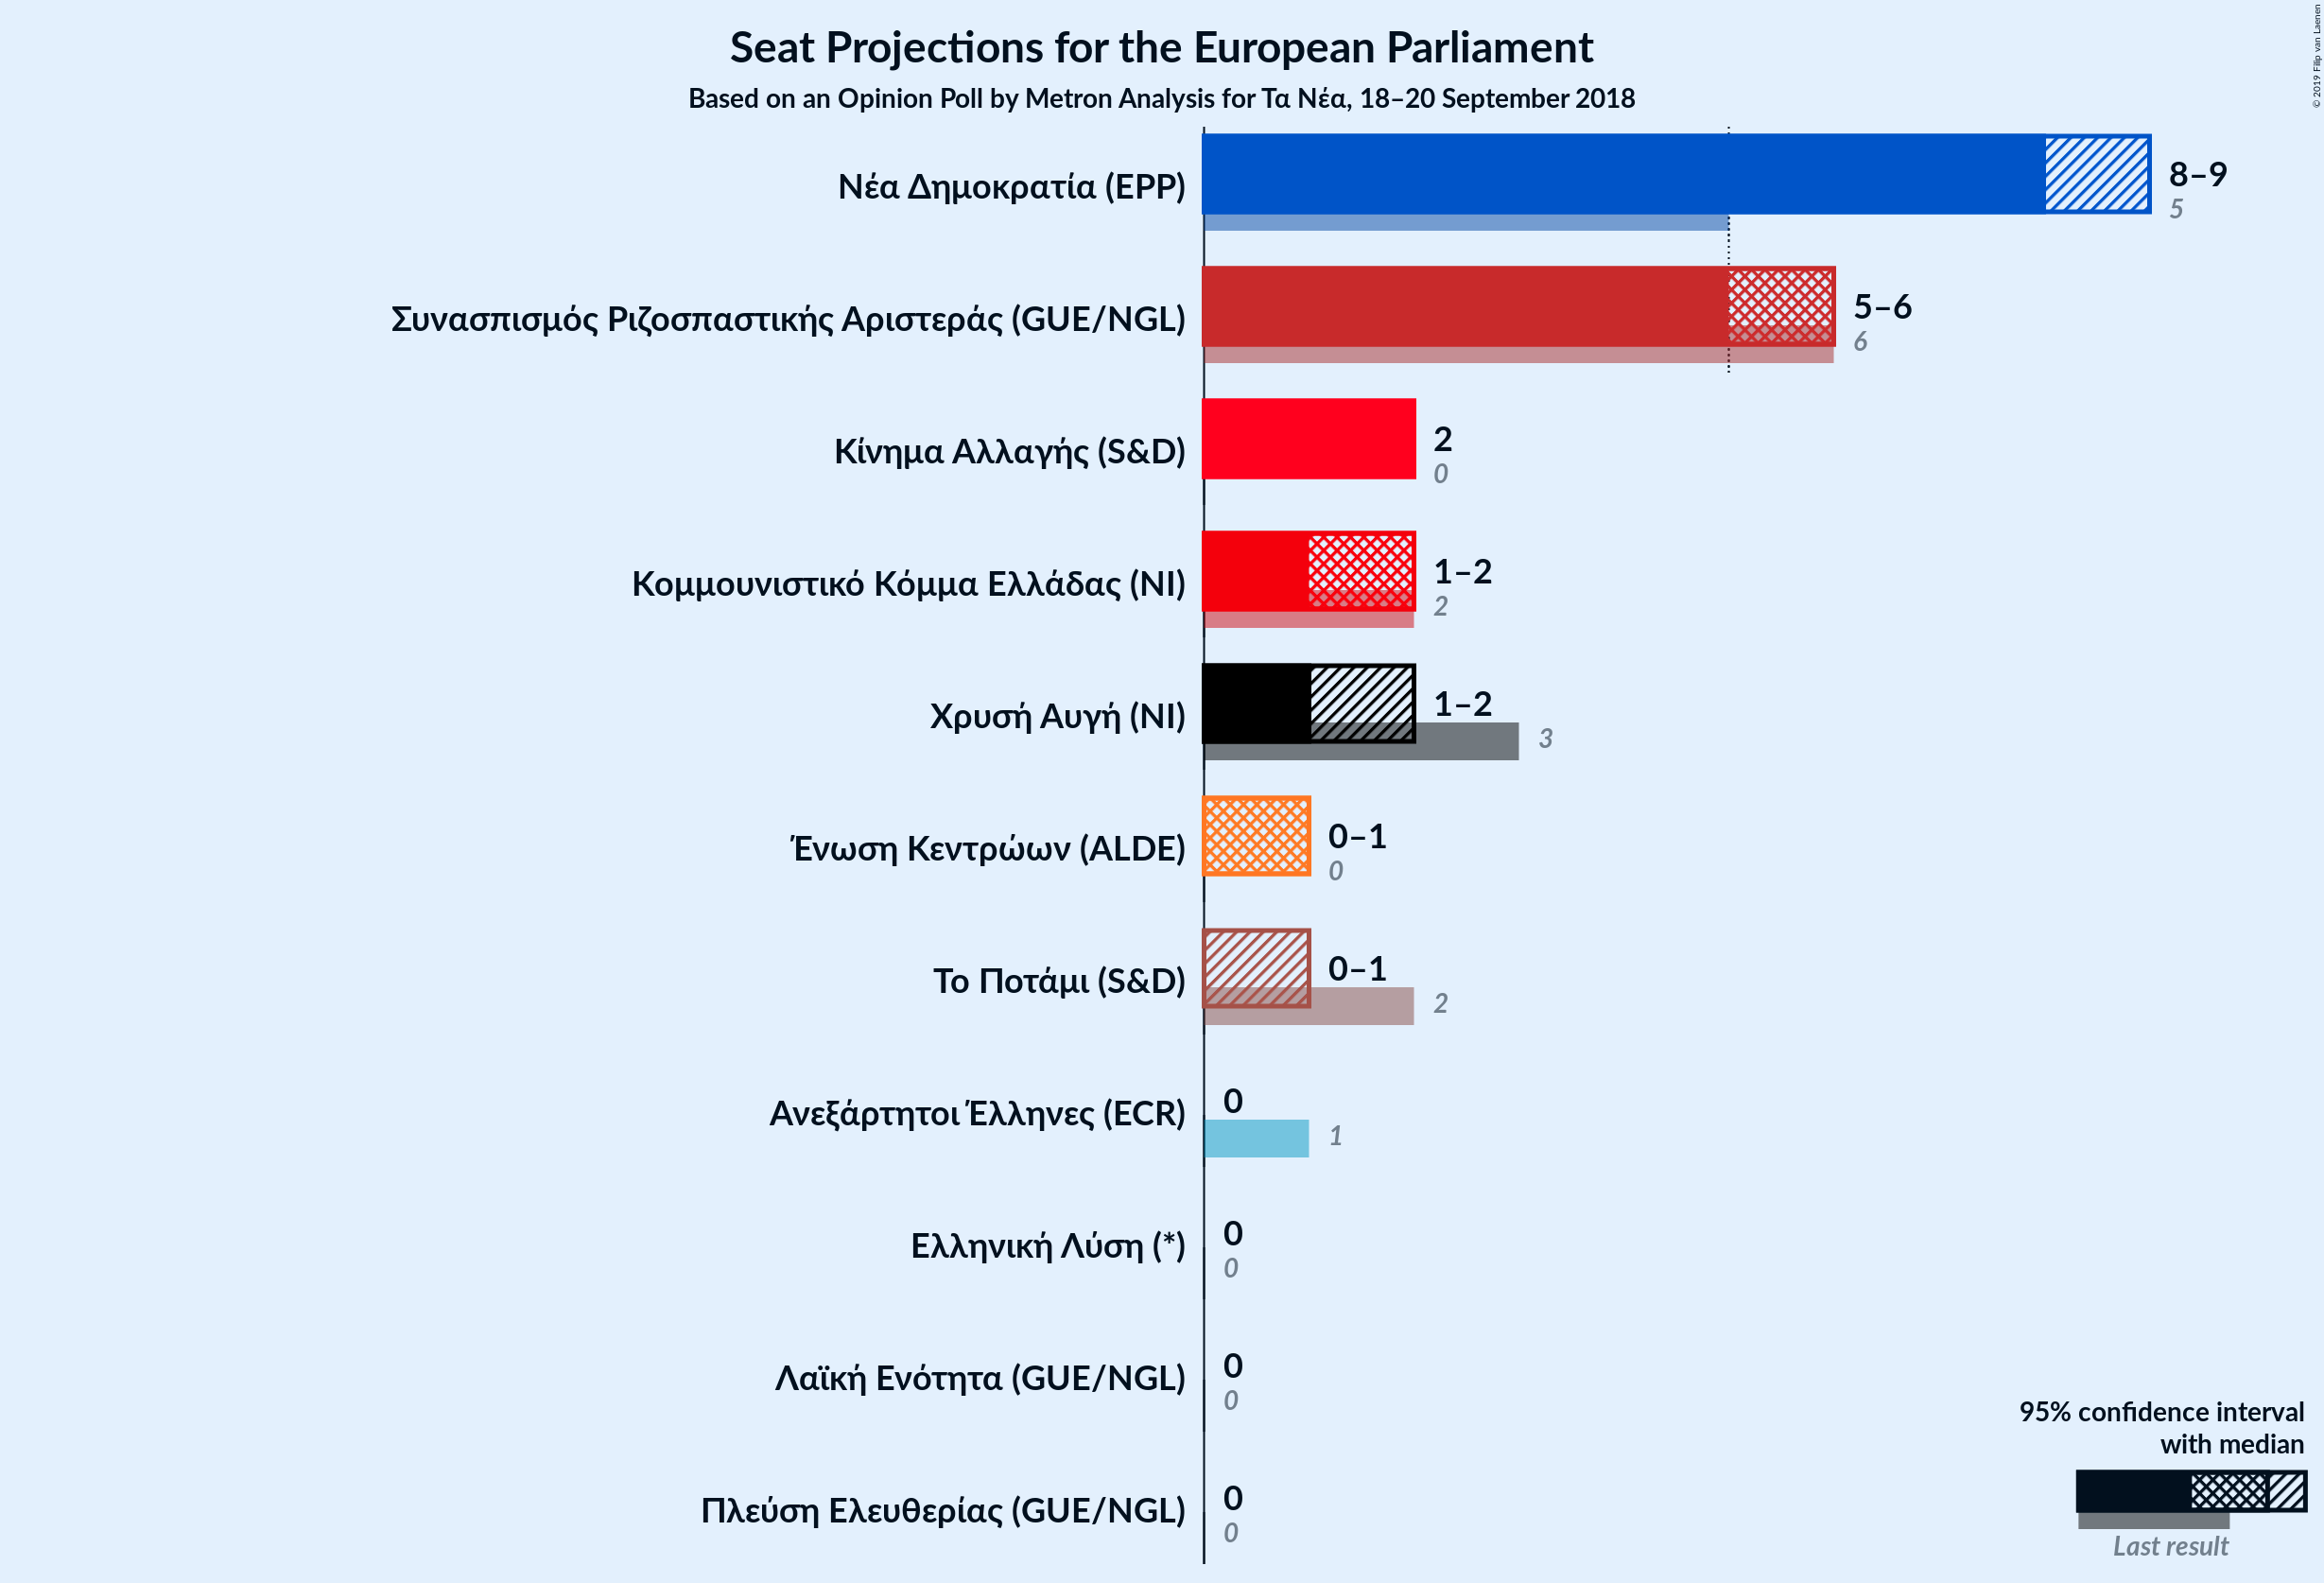 Seat Projections for the European Parliament
Based on an Opinion Poll by Metron Analysis for Τα Νέα, 18–20 September 2018
© 2019 Filip van Laenen
Νέα Δημοκρατία (EPP)
8–9
5
Συνασπισμός Ριζοσπαστικής Αριστεράς (GUE/NGL)
5–6
6
Κίνημα Αλλαγής (S&D)
2
0
Κομμουνιστικό Κόμμα Ελλάδας (NI)
1–2
2
Χρυσή Αυγή (NI)
1–2
3
Ένωση Κεντρώων (ALDE)
0–1
0
Το Ποτάμι (S&D)
0–1
2
Ανεξάρτητοι Έλληνες (ECR)
0
1
Ελληνική Λύση (*)
0
0
Λαϊκή Ενότητα (GUE/NGL)
0
0
Πλεύση Ελευθερίας (GUE/NGL)
0
0
95% confidence interval
with median
Last result